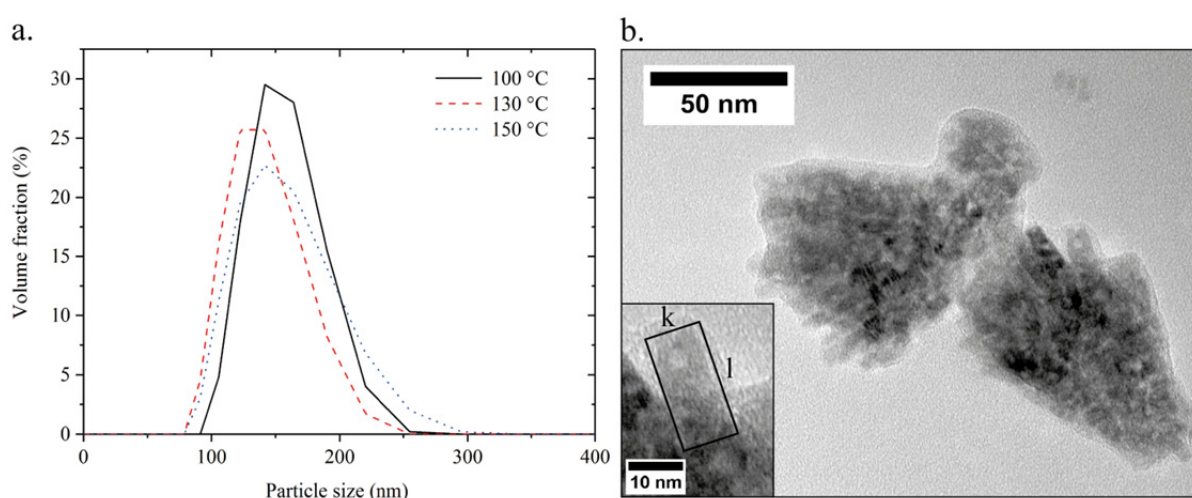 a.
Volume fraction (%)
30
25
20
15
10
5
0
0 100 200 300 400
Particle size (nm)
100 °C
130 °C
150 °C
b.
50 nm
k
l
10 nm